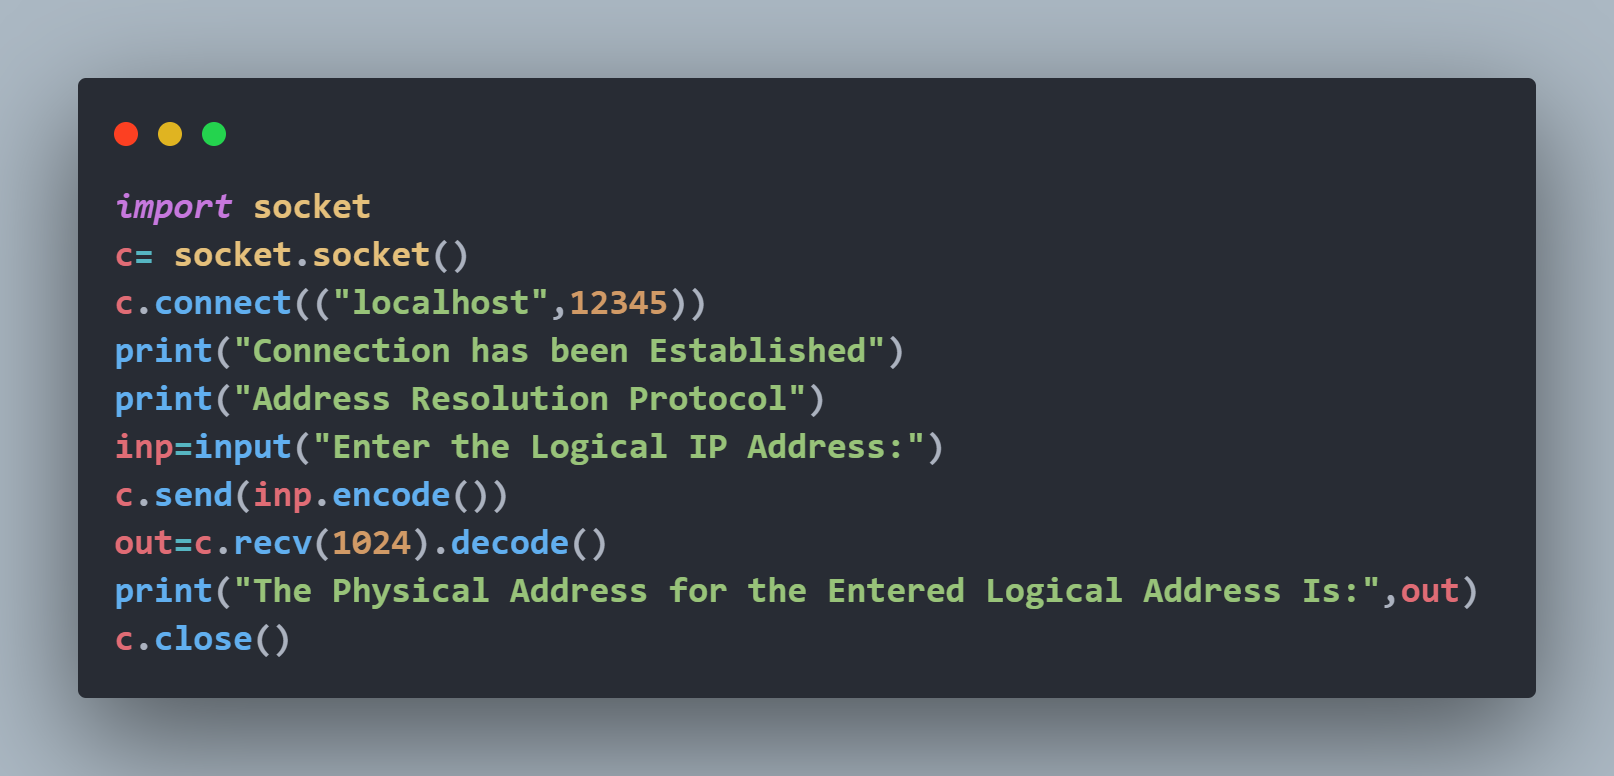 import socket
c= socket.socket()
c.connect(("localhost",12345))
print("Connection has been Established")
print("Address Resolution Protocol")
inp=input("Enter the Logical IP Address:")
c.send(inp.encode())
out=c.recv(1024).decode()
print("The Physical Address for the Entered Logical Address Is:",out)
c.close()